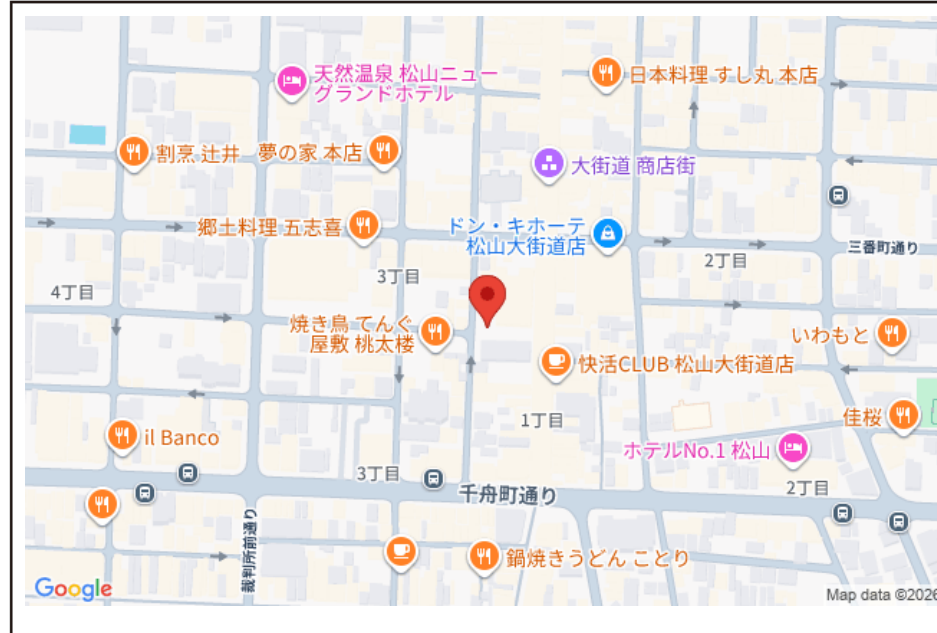 天然温泉 松山ニュー
グランドホテル
日本料理 すし丸 本店
割烹 辻井
夢の家 本店
大街道 商店街
郷土料理 五志喜
ドン・キホーテ
松山大街道店
三番町通り
2丁目
3丁目
4丁目
焼き鳥 てんぐ
屋敷 桃太楼
いわもと
快活CLUB 松山大街道店
佳桜
1丁目
il Banco
ホテルNo.1 松山
3丁目
2丁目
千舟町通り
裁判所前通り
鍋焼きうどん ことり
Google
Map data ©2026